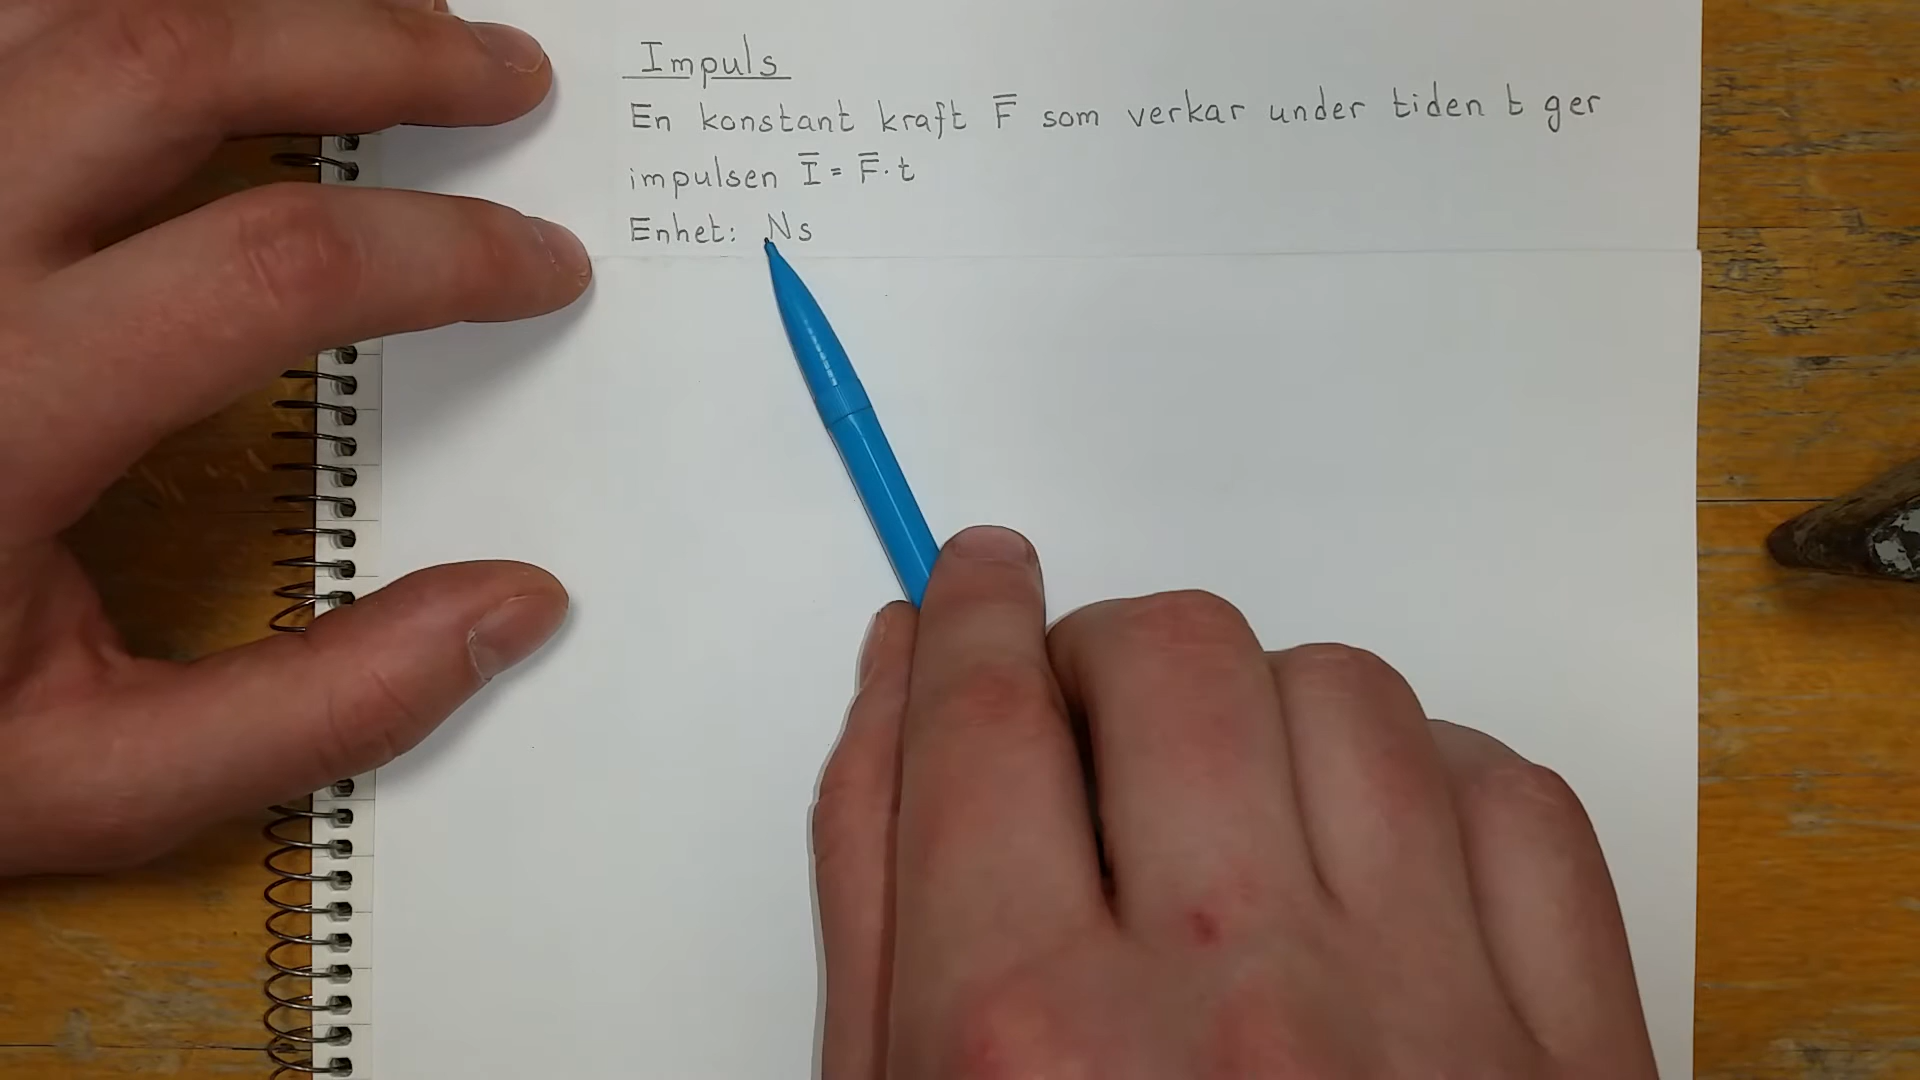 Impuls
En konstant kraft F̅ som verkar under tiden t ger
impulsen I̅ = F̅ · t
Enhet: Ns